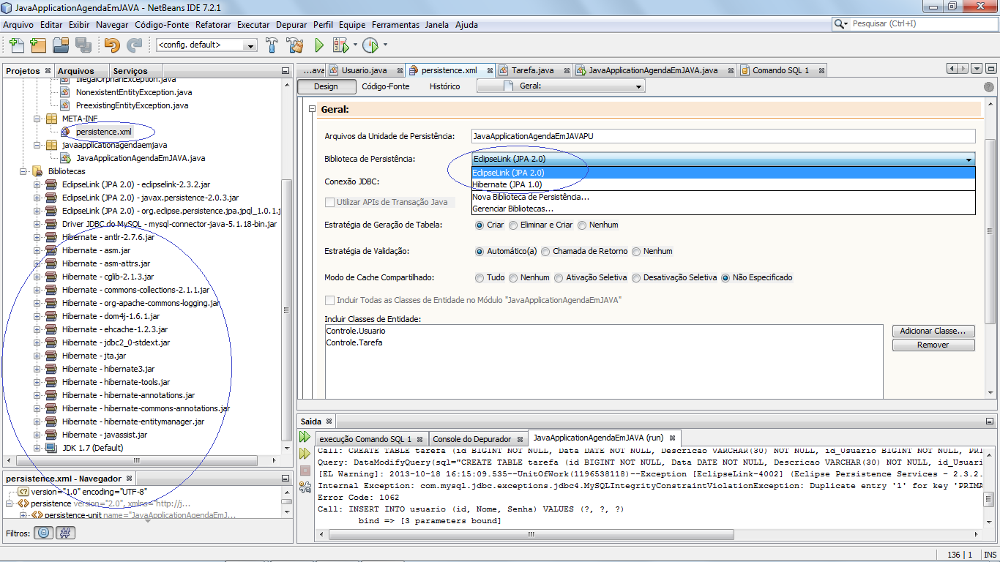 JavaApplicationAgendaEmJAVA - NetBeans IDE 7.2.1
Arquivo Editar Exibir Navegar Código-Fonte Refatorar Executar Depurar Perfil Equipe Ferramentas Janela Ajuda
Pesquisar (Ctrl+I)
<config. default>
Projetos
Arquivos
Serviços
IllegalOrphanException.java
NonexistentEntityException.java
PreexistingEntityException.java
META-INF
persistence.xml
javaapplicationagendaemjava
JavaApplicationAgendaEmJAVA.java
Bibliotecas
EclipseLink (JPA 2.0) - eclipselink-2.3.2.jar
EclipseLink (JPA 2.0) - javax.persistence-2.0.3.jar
EclipseLink (JPA 2.0) - org.eclipse.persistence.jpa.jpql_1.0.1.j
Driver JDBC do MySQL - mysql-connector-java-5.1.18-bin.jar
Hibernate - antlr-2.7.6.jar
Hibernate - asm.jar
Hibernate - asm-attrs.jar
Hibernate - cglib-2.1.3.jar
Hibernate - commons-collections-2.1.1.jar
Hibernate - org-apache-commons-logging.jar
Hibernate - dom4j-1.6.1.jar
Hibernate - ehcache-1.2.3.jar
Hibernate - jdbc2_0-stdext.jar
Hibernate - jta.jar
Hibernate - hibernate3.jar
Hibernate - hibernate-tools.jar
Hibernate - hibernate-annotations.jar
Hibernate - hibernate-commons-annotations.jar
Hibernate - hibernate-entitymanager.jar
Hibernate - javassist.jar
JDK 1.7 (Default)
persistence.xml - Navegador
version="1.0" encoding="UTF-8"
persistence version="2.0", xmlns="http://j...
persistence-unit name="JavaApplicationAgendaEmJ...
Filtros:
...ava
Usuario.java
persistence.xml
Tarefa.java
JavaApplicationAgendaEmJAVA.java
Comando SQL 1
Design
Código-Fonte
Histórico
Geral:
Geral:
Arquivos da Unidade de Persistência: JavaApplicationAgendaEmJAVAPU
Biblioteca de Persistência: EclipseLink (JPA 2.0)
EclipseLink (JPA 2.0)
Hibernate (JPA 1.0)
Nova Biblioteca de Persistência...
Gerenciar Bibliotecas...
Conexão JDBC:
Utilizar APIs de Transação Java
Estratégia de Geração de Tabela: Criar Eliminar e Criar Nenhum
Estratégia de Validação: Automático(a) Chamada de Retorno Nenhum
Modo de Cache Compartilhado: Tudo Nenhum Ativação Seletiva Desativação Seletiva Não Especificado
Incluir Todas as Classes de Entidade no Módulo "JavaApplicationAgendaEmJAVA"
Incluir Classes de Entidade:
Controle.Usuario
Controle.Tarefa
Adicionar Classe...
Remover
Saída
execução Comando SQL 1
Console do Depurador
JavaApplicationAgendaEmJAVA (run)
Call: CREATE TABLE tarefa (id BIGINT NOT NULL, Data DATE NOT NULL, Descricao VARCHAR(30) NOT NULL, id_Usuario BIGINT NOT NULL, PRI
Query: DataModifyQuery(sql="CREATE TABLE tarefa (id BIGINT NOT NULL, Data DATE NOT NULL, Descricao VARCHAR(30) NOT NULL, id_Usuari
[EL Warning]: 2013-10-18 16:15:09.535--UnitOfWork(1196538118)--Exception [EclipseLink-4002] (Eclipse Persistence Services - 2.3.2.
Internal Exception: com.mysql.jdbc.exceptions.jdbc4.MySQLIntegrityConstraintViolationException: Duplicate entry '1' for key 'PRIMA
Error Code: 1062
Call: INSERT INTO usuario (id, Nome, Senha) VALUES (?, ?, ?)
bind => [3 parameters bound]
136 | 1 INS